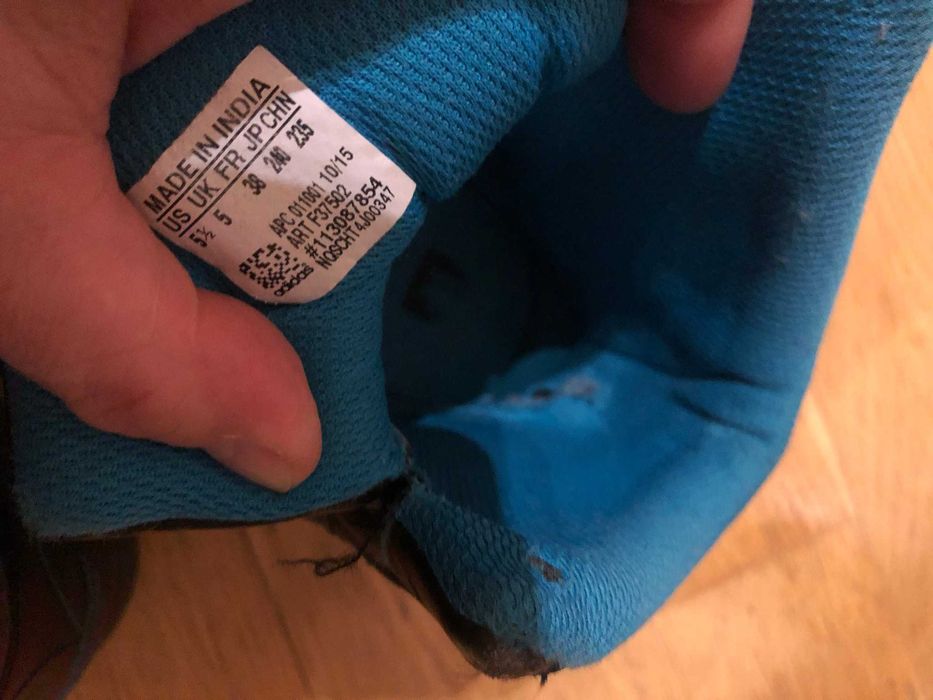 MADE IN INDIA
US UK FR JP CHN
5½ 5 38 240 235
APC 011001 10/15
ART F37502
#113087854
NQSCHT4J00347
adidas